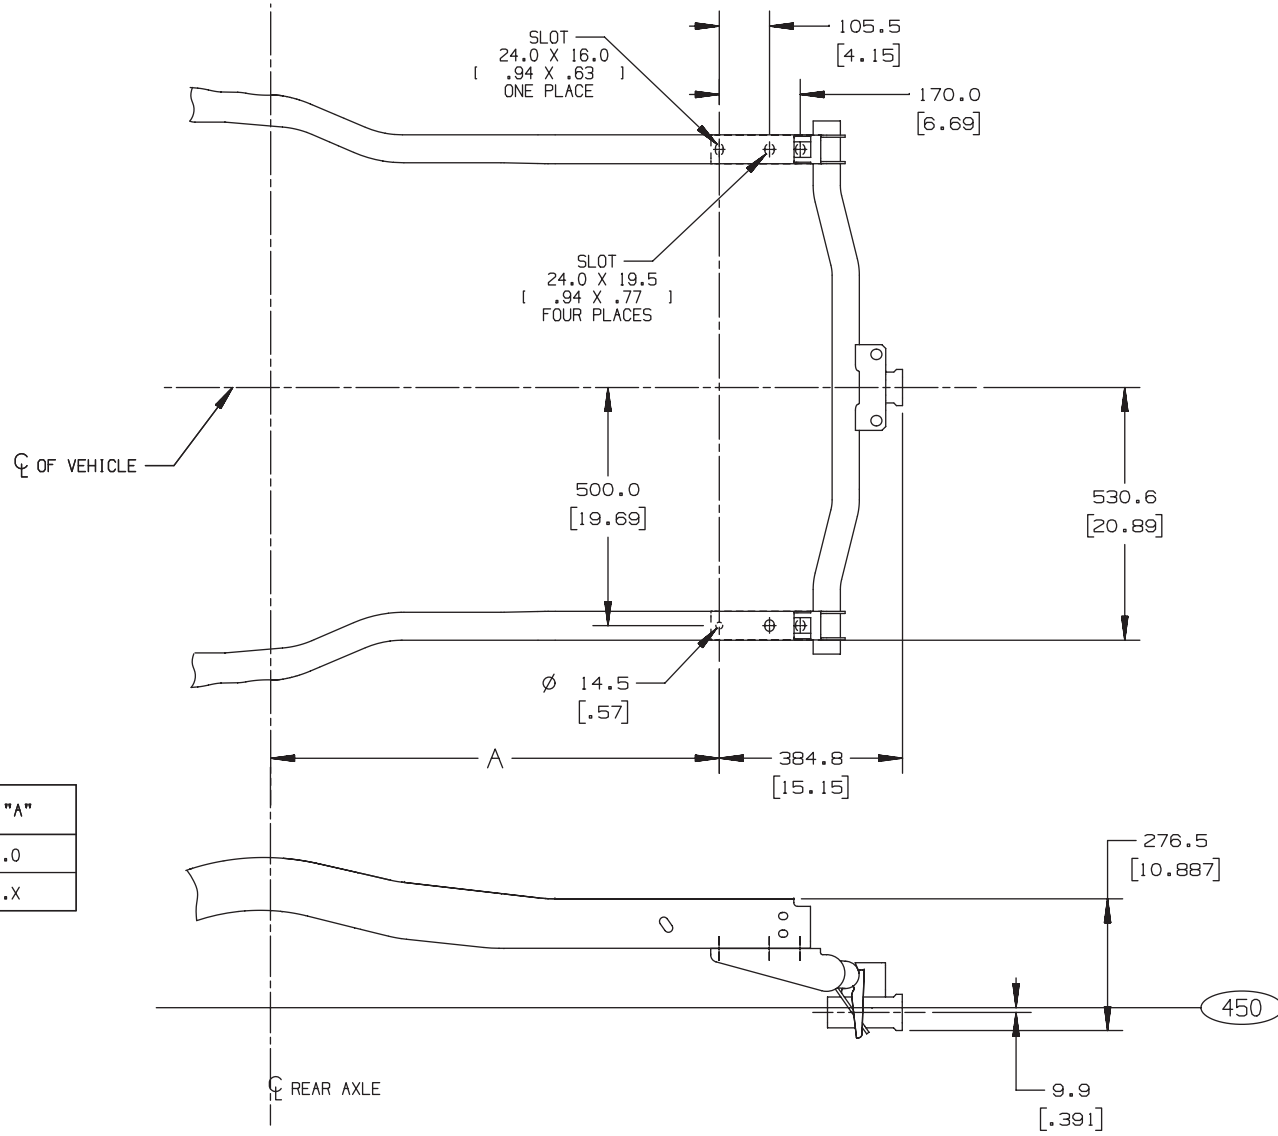 SLOT
24.0 X 16.0
[ .94 X .63 ]
ONE PLACE
105.5
[4.15]
170.0
[6.69]
SLOT
24.0 X 19.5
[ .94 X .77 ]
FOUR PLACES
℄ OF VEHICLE
500.0
[19.69]
530.6
[20.89]
Ø 14.5
[.57]
A
384.8
[15.15]
"A"
.0
.X
276.5
[10.887]
450
℄ REAR AXLE
9.9
[.391]